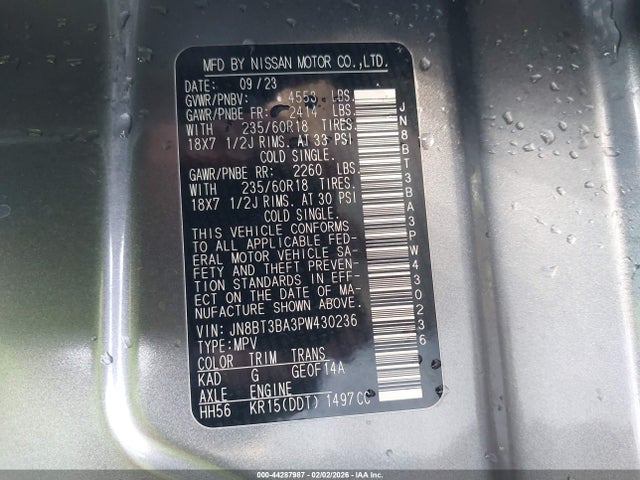 MFD BY NISSAN MOTOR CO.,LTD.
DATE: 09/23
GVWR/PNBV: 4553 LBS.
GAWR/PNBE FR: 2414 LBS.
WITH 235/60R18 TIRES.
18X7 1/2J RIMS. AT 33 PSI
COLD SINGLE.
GAWR/PNBE RR: 2260 LBS.
WITH 235/60R18 TIRES.
18X7 1/2J RIMS. AT 30 PSI
COLD SINGLE.
THIS VEHICLE CONFORMS
TO ALL APPLICABLE FED-
ERAL MOTOR VEHICLE SA-
FETY AND THEFT PREVEN-
TION STANDARDS IN EFF-
ECT ON THE DATE OF MA-
NUFACTURE SHOWN ABOVE.
VIN: JN8BT3BA3PW430236
TYPE: MPV
COLOR TRIM TRANS
KAD G GE0F14A
AXLE ENGINE
HH56 KR15(DDT) 1497CC
JN8BT3BA3PW430236
000-44287987 - 02/02/2026 - IAA Inc.